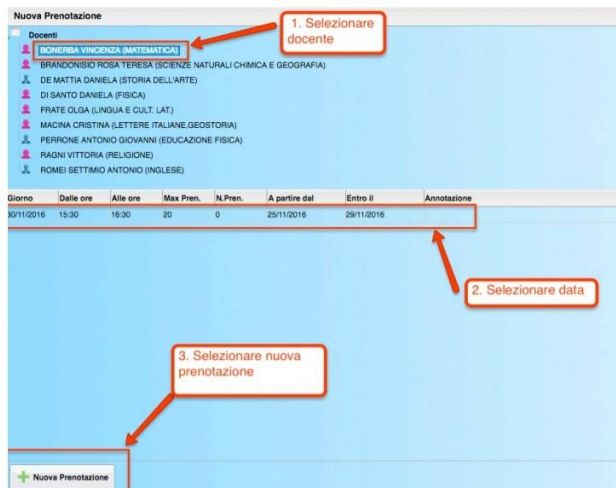 Nuova Prenotazione
1. Selezionare
docente
Docenti
BONERBA VINCENZA (MATEMATICA)
BRANDONISIO ROSA TERESA (SCIENZE NATURALI CHIMICA E GEOGRAFIA)
DE MATTIA DANIELA (STORIA DELL'ARTE)
DI SANTO DANIELA (FISICA)
FRATE OLGA (LINGUA E CULT. LAT.)
MACINA CRISTINA (LETTERE ITALIANE,GEOSTORIA)
PERRONE ANTONIO GIOVANNI (EDUCAZIONE FISICA)
RAGNI VITTORIA (RELIGIONE)
ROMEI SETTIMIO ANTONIO (INGLESE)
Giorno Dalle ore Alle ore Max Pren. N.Pren. A partire dal Entro il Annotazione
30/11/2016 15:30 16:30 20 0 25/11/2016 29/11/2016
2. Selezionare data
3. Selezionare nuova
prenotazione
Nuova Prenotazione